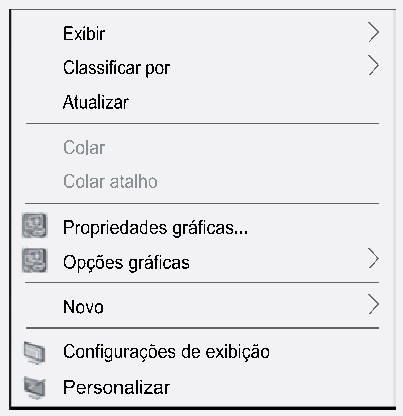 Exibir
Classificar por
Atualizar
Colar
Colar atalho
Propriedades gráficas...
Opções gráficas
Novo
Configurações de exibição
Personalizar